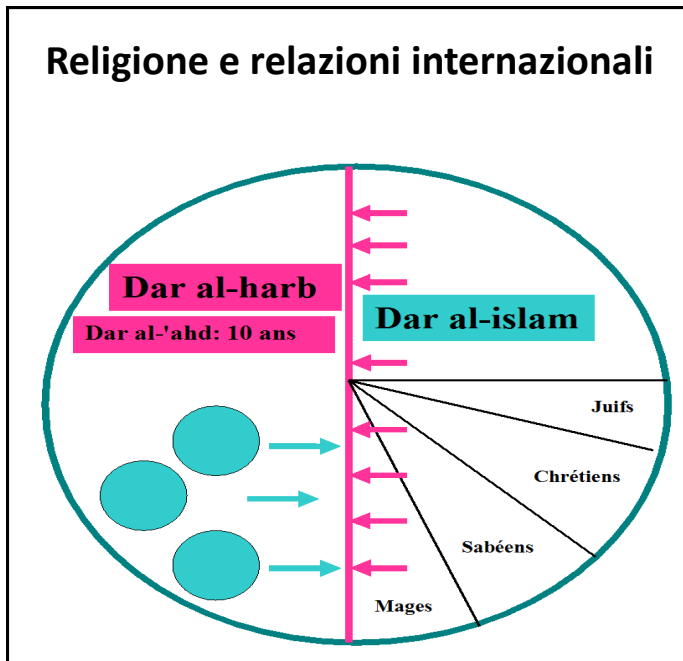 Religione e relazioni internazionali
Dar al-harb
Dar al-'ahd: 10 ans
Dar al-islam
Juifs
Chrétiens
Sabéens
Mages